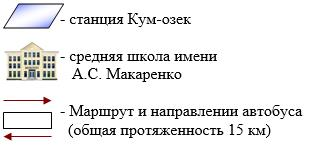 - станция Кум-озек
- средняя школа имени
А.С. Макаренко
- Маршрут и направлении автобуса
(общая протяженность 15 км)